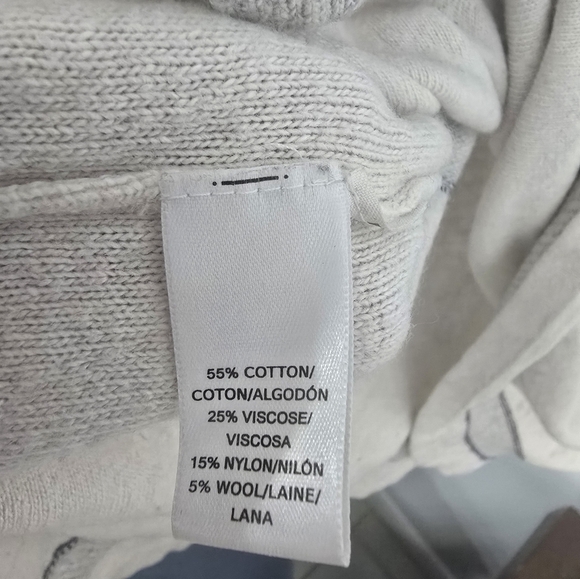 55% COTTON/
COTON/ALGODÓN
25% VISCOSE/
VISCOSA
15% NYLON/NILÓN
5% WOOL/LAINE/
LANA